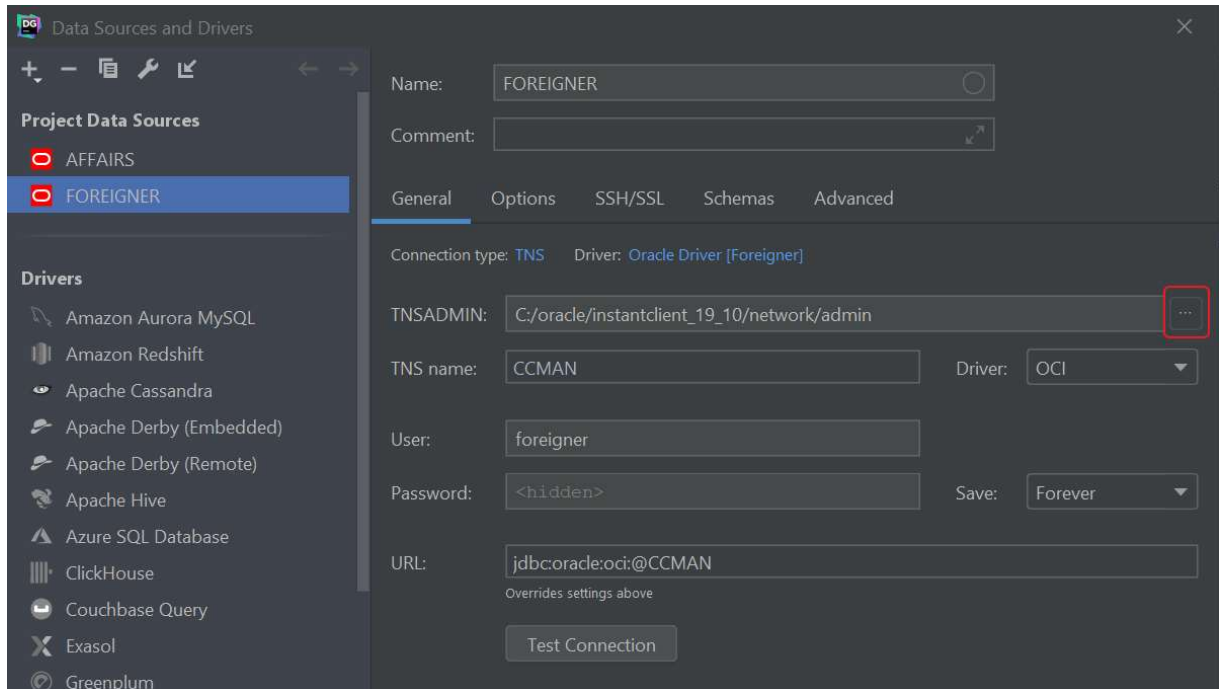 DG Data Sources and Drivers
Project Data Sources
AFFAIRS
FOREIGNER
Drivers
Amazon Aurora MySQL
Amazon Redshift
Apache Cassandra
Apache Derby (Embedded)
Apache Derby (Remote)
Apache Hive
Azure SQL Database
ClickHouse
Couchbase Query
Exasol
Greenplum
Name: FOREIGNER
Comment:
General Options SSH/SSL Schemas Advanced
Connection type: TNS Driver: Oracle Driver [Foreigner]
TNSADMIN: C:/oracle/instantclient_19_10/network/admin ...
TNS name: CCMAN Driver: OCI
User: foreigner
Password: <hidden> Save: Forever
URL: jdbc:oracle:oci:@CCMAN
Overrides settings above
Test Connection